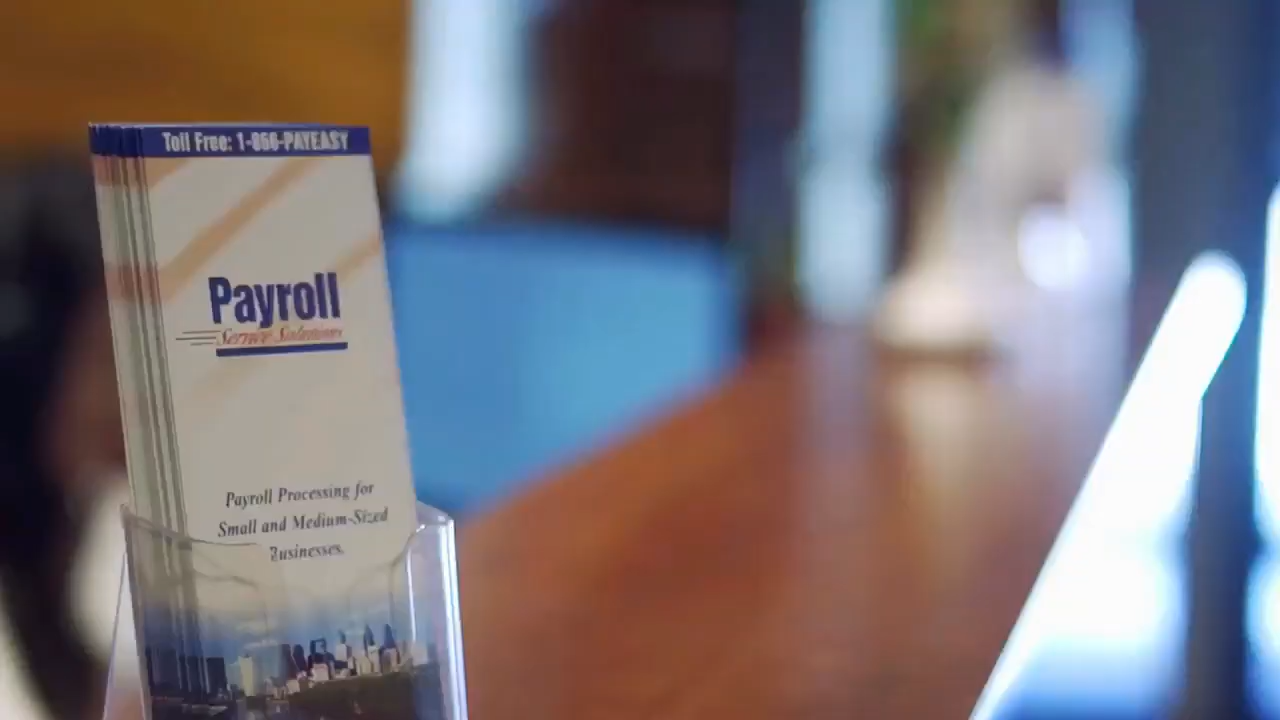 Toll Free: 1-866-PAYEASY
Payroll
Service Solutions
Payroll Processing for
Small and Medium-Sized
Businesses.